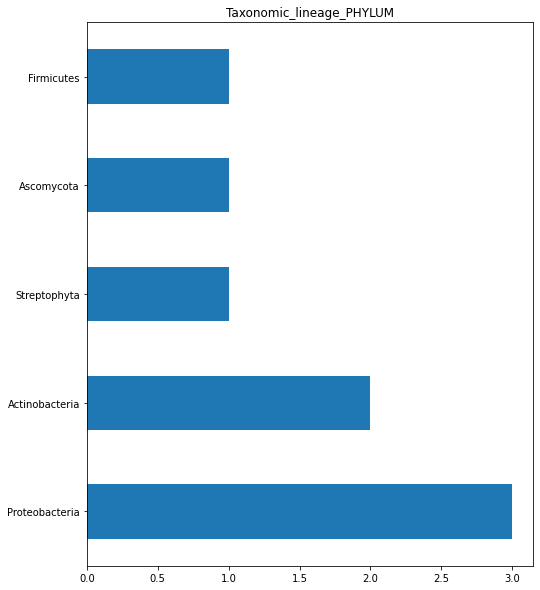 Taxonomic_lineage_PHYLUM
Firmicutes
Ascomycota
Streptophyta
Actinobacteria
Proteobacteria
0.0 0.5 1.0 1.5 2.0 2.5 3.0